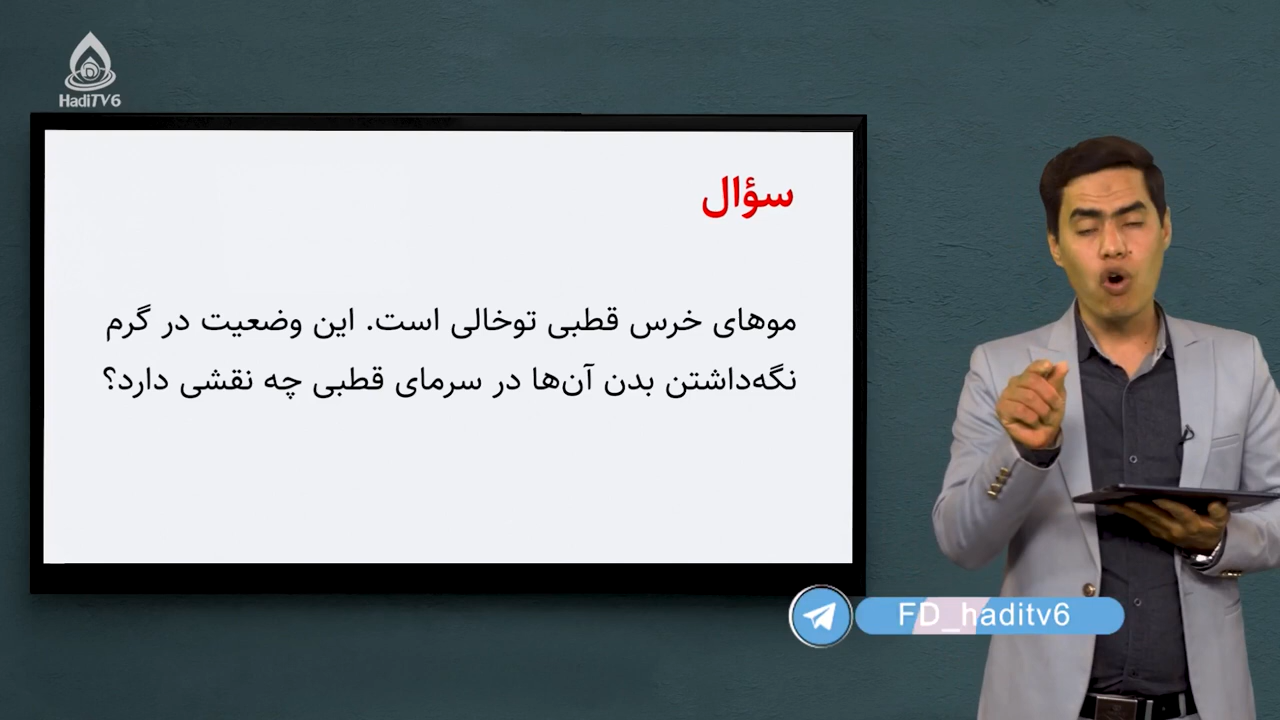 HadiTV6
سؤال
موهای خرس قطبی توخالی است. این وضعیت در گرم
نگه‌داشتن بدن آن‌ها در سرمای قطبی چه نقشی دارد؟
FD_haditv6